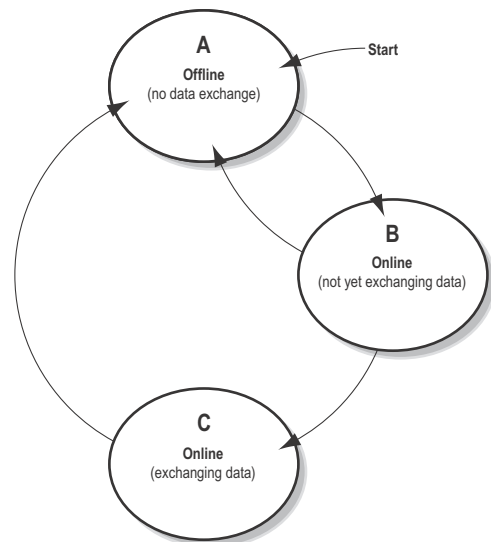 A
Offline
(no data exchange)
Start
B
Online
(not yet exchanging data)
C
Online
(exchanging data)